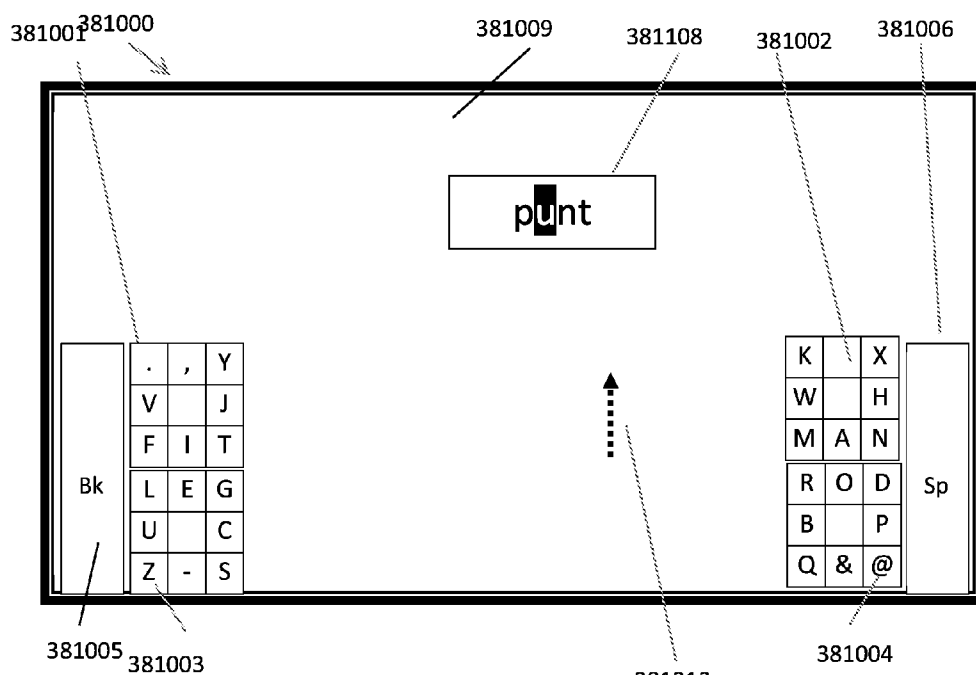 381001 381000 381009 381108 381002 381006
punt
. , Y
V J
F I T
L E G
U C
Z - S
Bk
K X
W H
M A N
R O D
B P
Q & @
Sp
381005 381003 381004